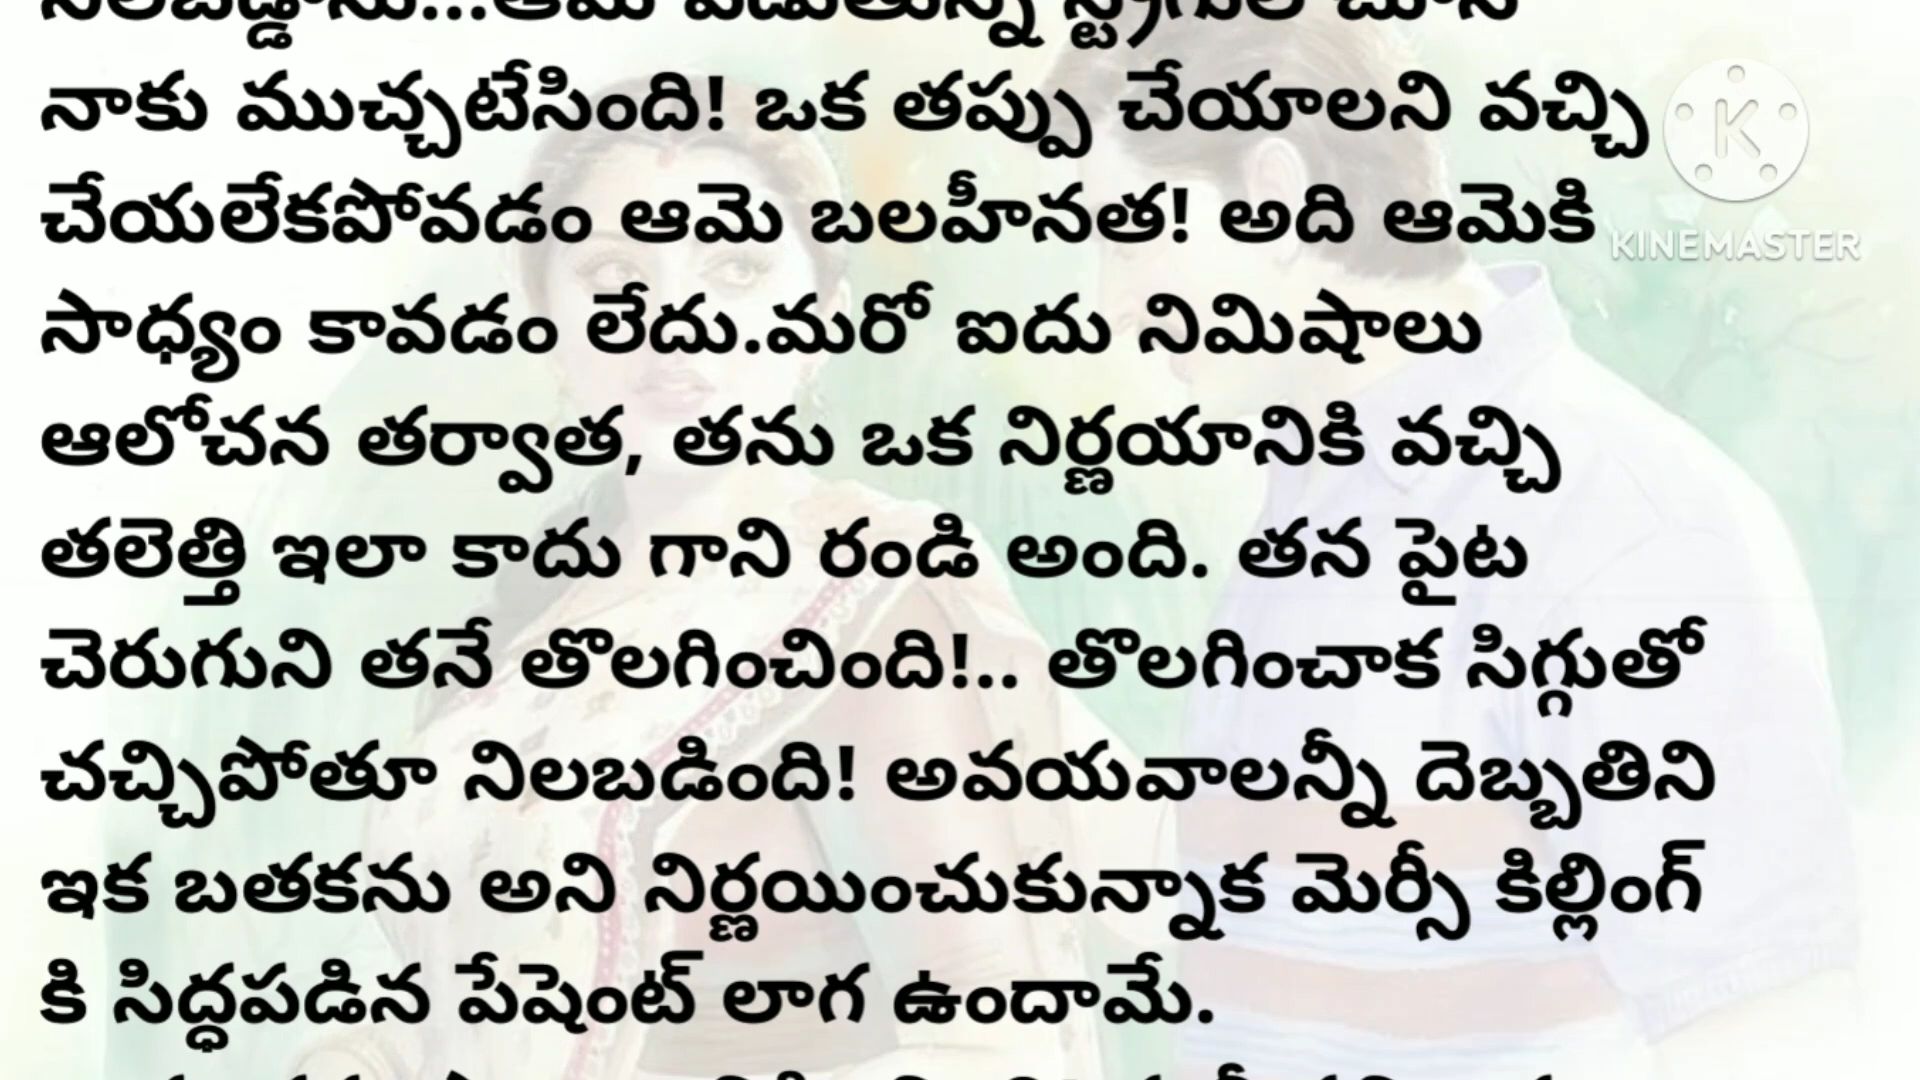 నాకు ముచ్చటేసింది! ఒక తప్పు చేయాలని వచ్చి
చేయలేకపోవడం ఆమె బలహీనత! అది ఆమెకి
సాధ్యం కావడం లేదు.మరో ఐదు నిమిషాలు
ఆలోచన తర్వాత, తను ఒక నిర్ణయానికి వచ్చి
తలెత్తి ఇలా కాదు గాని రండి అంది. తన పైట
చెరుగుని తనే తొలగించింది!.. తొలగించాక సిగ్గుతో
చచ్చిపోతూ నిలబడింది! అవయవాలన్నీ దెబ్బతిని
ఇక బతకను అని నిర్ణయించుకున్నాక మెర్సీ కిల్లింగ్
కి సిద్ధపడిన పేషెంట్ లాగ ఉందామే.
K
KINEMASTER